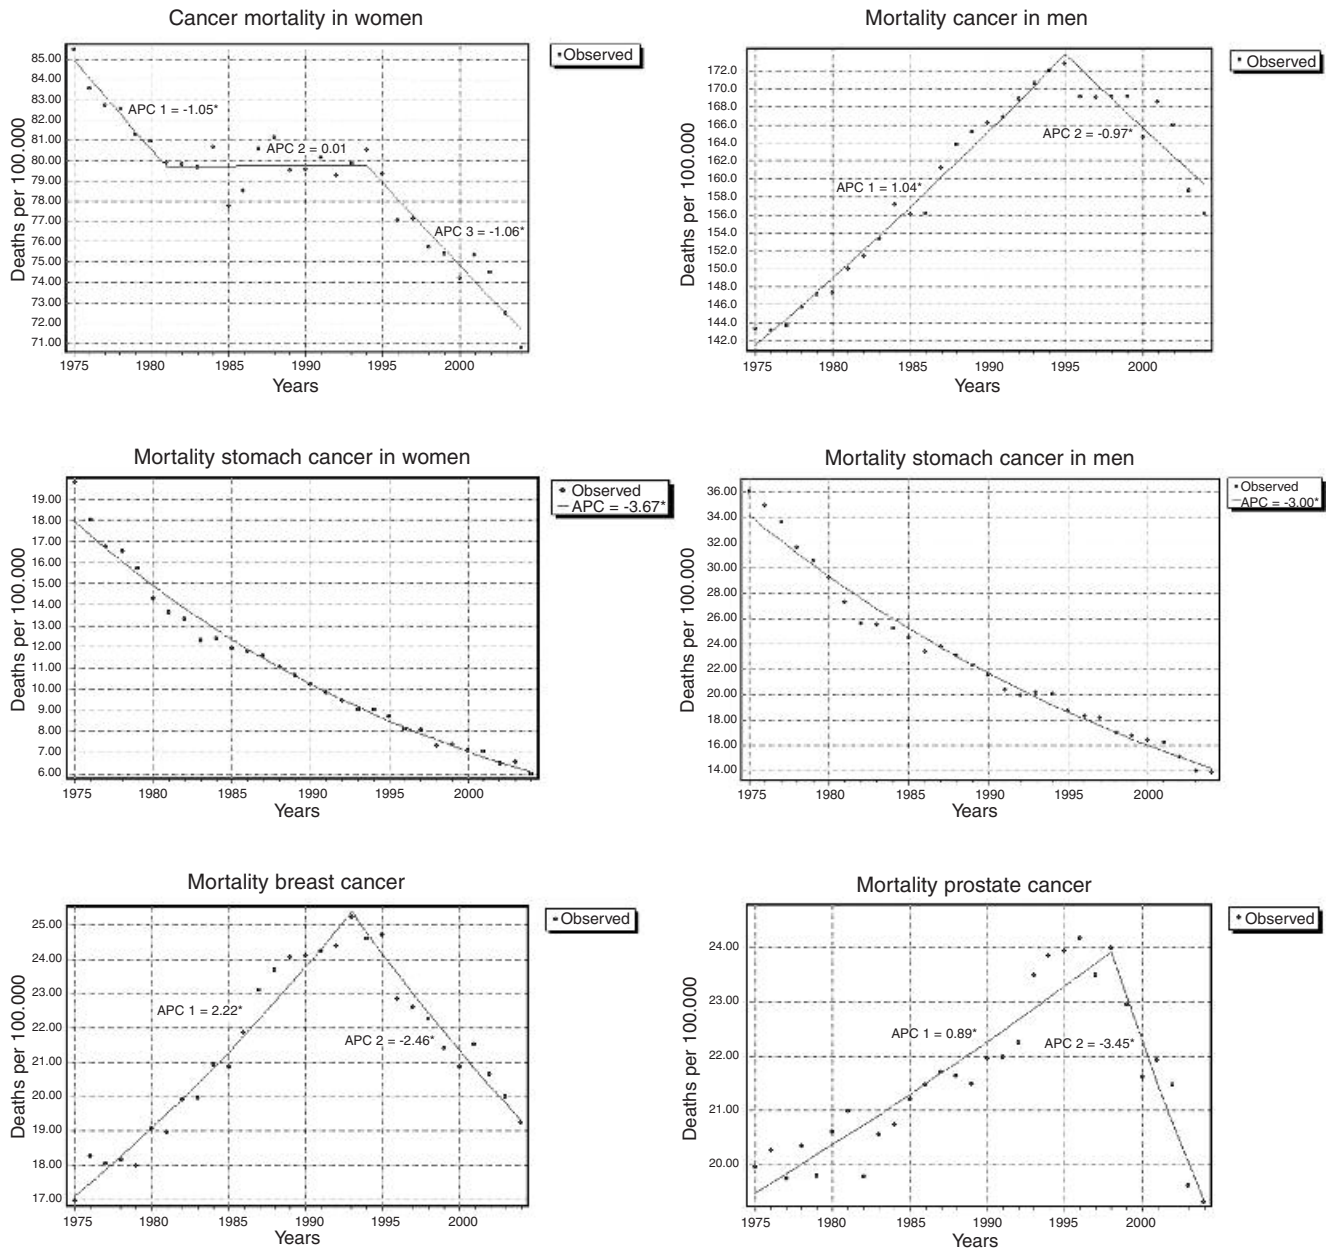 Cancer mortality in women
Observed
Deaths per 100.000
85.00
84.00
83.00
82.00
81.00
80.00
79.00
78.00
77.00
76.00
75.00
74.00
73.00
72.00
71.00
APC 1 = -1.05*
APC 2 = 0.01
APC 3 = -1.06*
1975 1980 1985 1990 1995 2000
Years
Mortality cancer in men
Observed
Deaths per 100.000
172.0
170.0
168.0
166.0
164.0
162.0
160.0
158.0
156.0
154.0
152.0
150.0
148.0
146.0
144.0
142.0
APC 1 = 1.04*
APC 2 = -0.97*
1975 1980 1985 1990 1995 2000
Years
Mortality stomach cancer in women
Observed
APC = -3.67*
Deaths per 100.000
19.00
18.00
17.00
16.00
15.00
14.00
13.00
12.00
11.00
10.00
9.00
8.00
7.00
6.00
1975 1980 1985 1990 1995 2000
Years
Mortality stomach cancer in men
Observed
APC = -3.00*
Deaths per 100.000
36.00
34.00
32.00
30.00
28.00
26.00
24.00
22.00
20.00
18.00
16.00
14.00
1975 1980 1985 1990 1995 2000
Years
Mortality breast cancer
Observed
Deaths per 100.000
25.00
24.00
23.00
22.00
21.00
20.00
19.00
18.00
17.00
APC 1 = 2.22*
APC 2 = -2.46*
1975 1980 1985 1990 1995 2000
Years
Mortality prostate cancer
Observed
Deaths per 100.000
24.00
23.00
22.00
21.00
20.00
APC 1 = 0.89*
APC 2 = -3.45*
1975 1980 1985 1990 1995 2000
Years